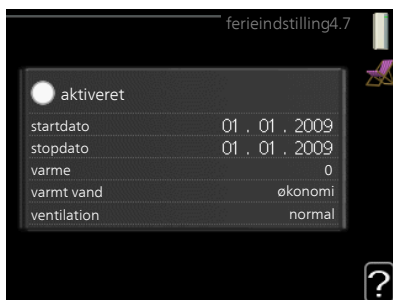 ferieindstilling4.7
aktiveret
startdato 01 . 01 . 2009
stopdato 01 . 01 . 2009
varme 0
varmt vand økonomi
ventilation normal
?